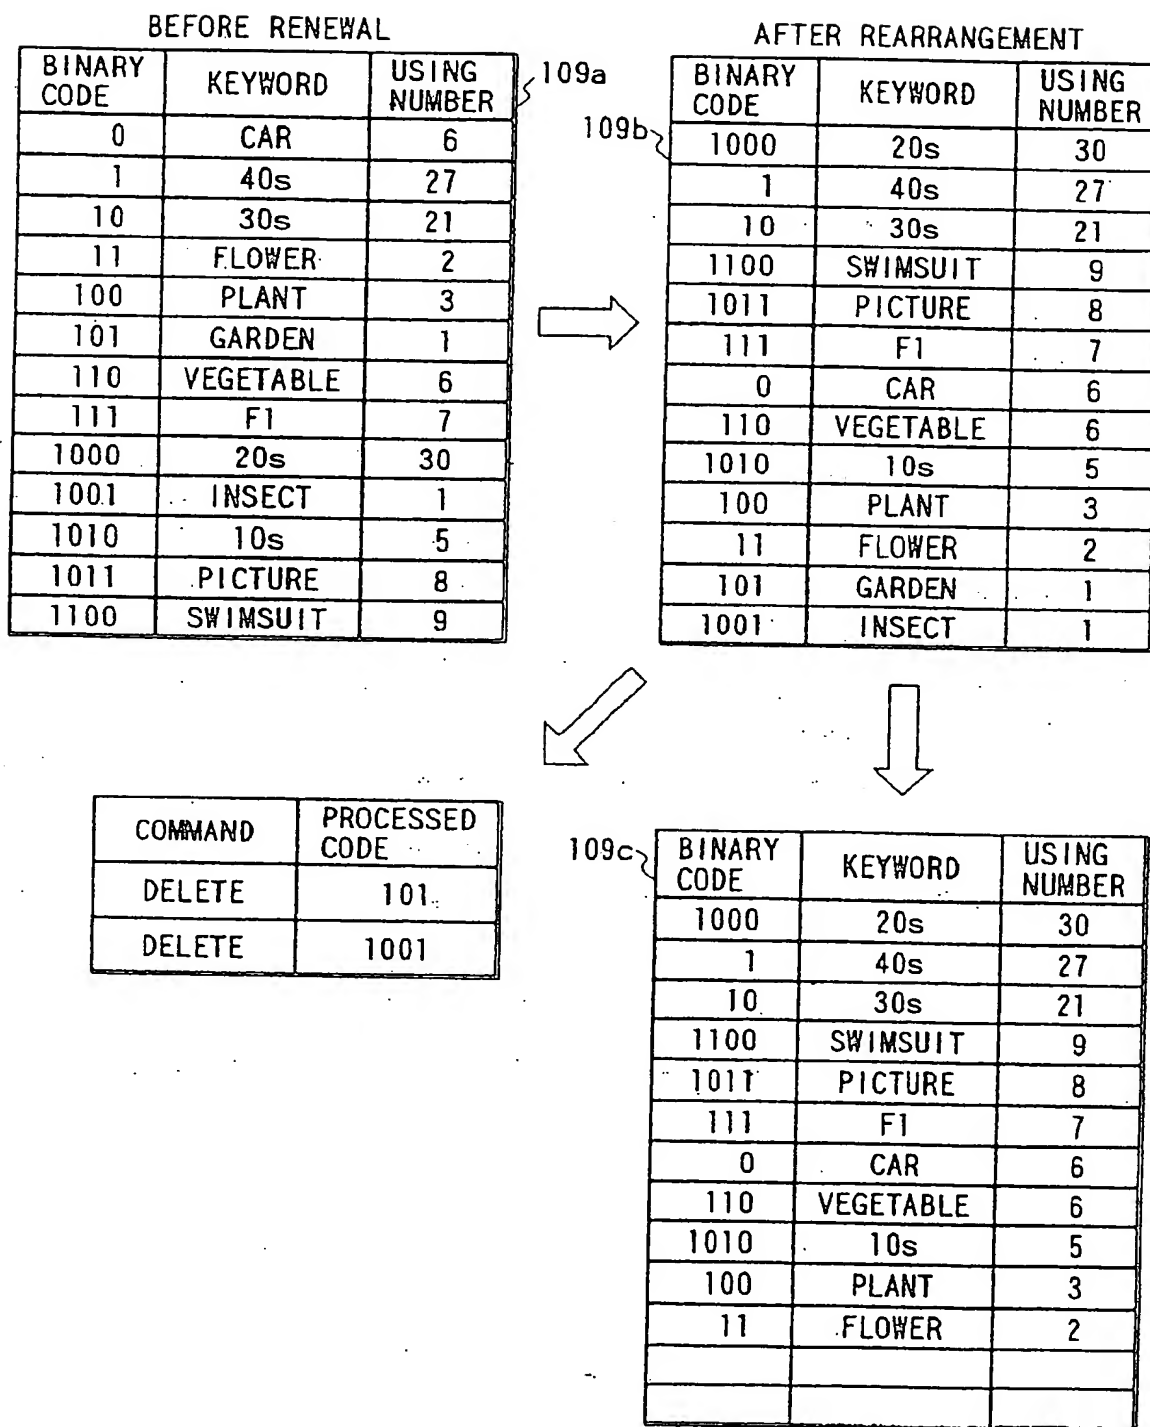 BEFORE RENEWAL
BINARY CODE KEYWORD USING NUMBER
109a
0 CAR 6
1 40s 27
10 30s 21
11 FLOWER 2
100 PLANT 3
101 GARDEN 1
110 VEGETABLE 6
111 F1 7
1000 20s 30
1001 INSECT 1
1010 10s 5
1011 PICTURE 8
1100 SWIMSUIT 9
AFTER REARRANGEMENT
BINARY CODE KEYWORD USING NUMBER
109b
1000 20s 30
1 40s 27
10 30s 21
1100 SWIMSUIT 9
1011 PICTURE 8
111 F1 7
0 CAR 6
110 VEGETABLE 6
1010 10s 5
100 PLANT 3
11 FLOWER 2
101 GARDEN 1
1001 INSECT 1
COMMAND PROCESSED CODE
DELETE 101
DELETE 1001
109c
BINARY CODE KEYWORD USING NUMBER
1000 20s 30
1 40s 27
10 30s 21
1100 SWIMSUIT 9
1011 PICTURE 8
111 F1 7
0 CAR 6
110 VEGETABLE 6
1010 10s 5
100 PLANT 3
11 FLOWER 2